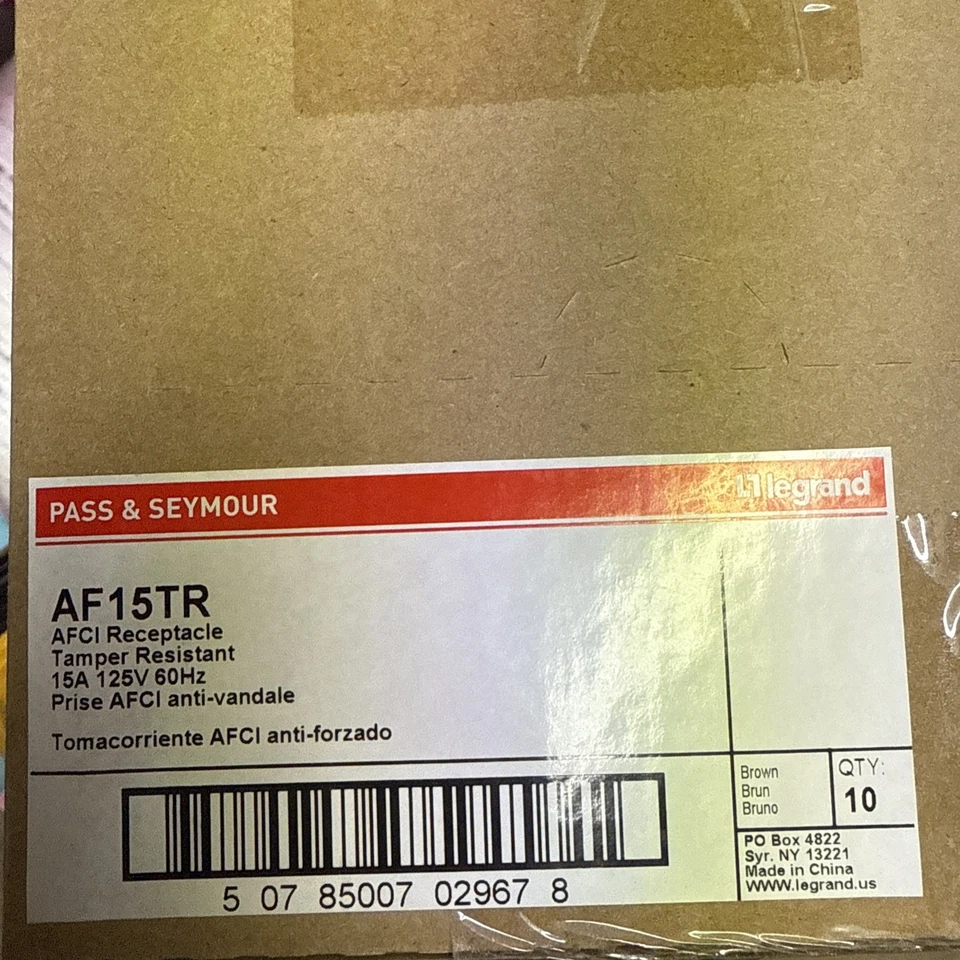 PASS & SEYMOUR
legrand
AF15TR
AFCI Receptacle
Tamper Resistant
15A 125V 60Hz
Prise AFCI anti-vandale
Tomacorriente AFCI anti-forzado
Brown
Brun
Bruno
QTY:
10
5 07 85007 02967 8
PO Box 4822
Syr. NY 13221
Made in China
WWW.legrand.us